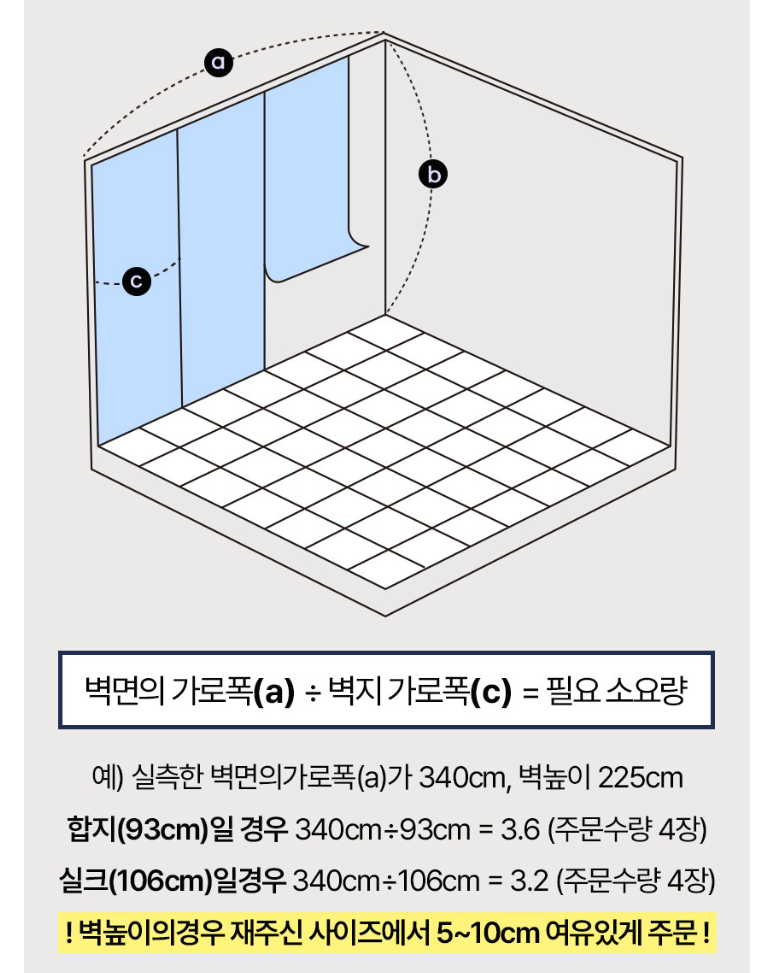 a
b
c
벽면의 가로폭(a) ÷ 벽지 가로폭(c) = 필요 소요량
예) 실측한 벽면의가로폭(a)가 340cm, 벽높이 225cm
합지(93cm)일 경우 340cm÷93cm = 3.6 (주문수량 4장)
실크(106cm)일경우 340cm÷106cm = 3.2 (주문수량 4장)
! 벽높이의경우 재주신 사이즈에서 5~10cm 여유있게 주문 !